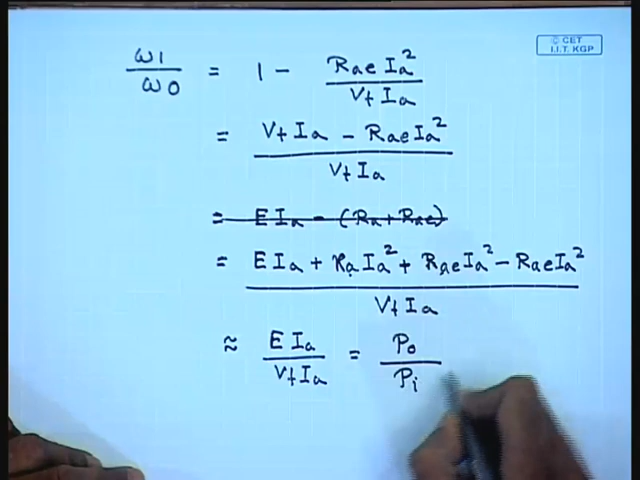 © CET
I.I.T. KGP
ω1/ω0 = 1 - RaeIa²/VtIa
= VtIa - RaeIa²/VtIa
= EIa - (Ra+Rae)
= EIa + RaIa² + RaeIa² - RaeIa²/VtIa
≈ EIa/VtIa = Po/Pi